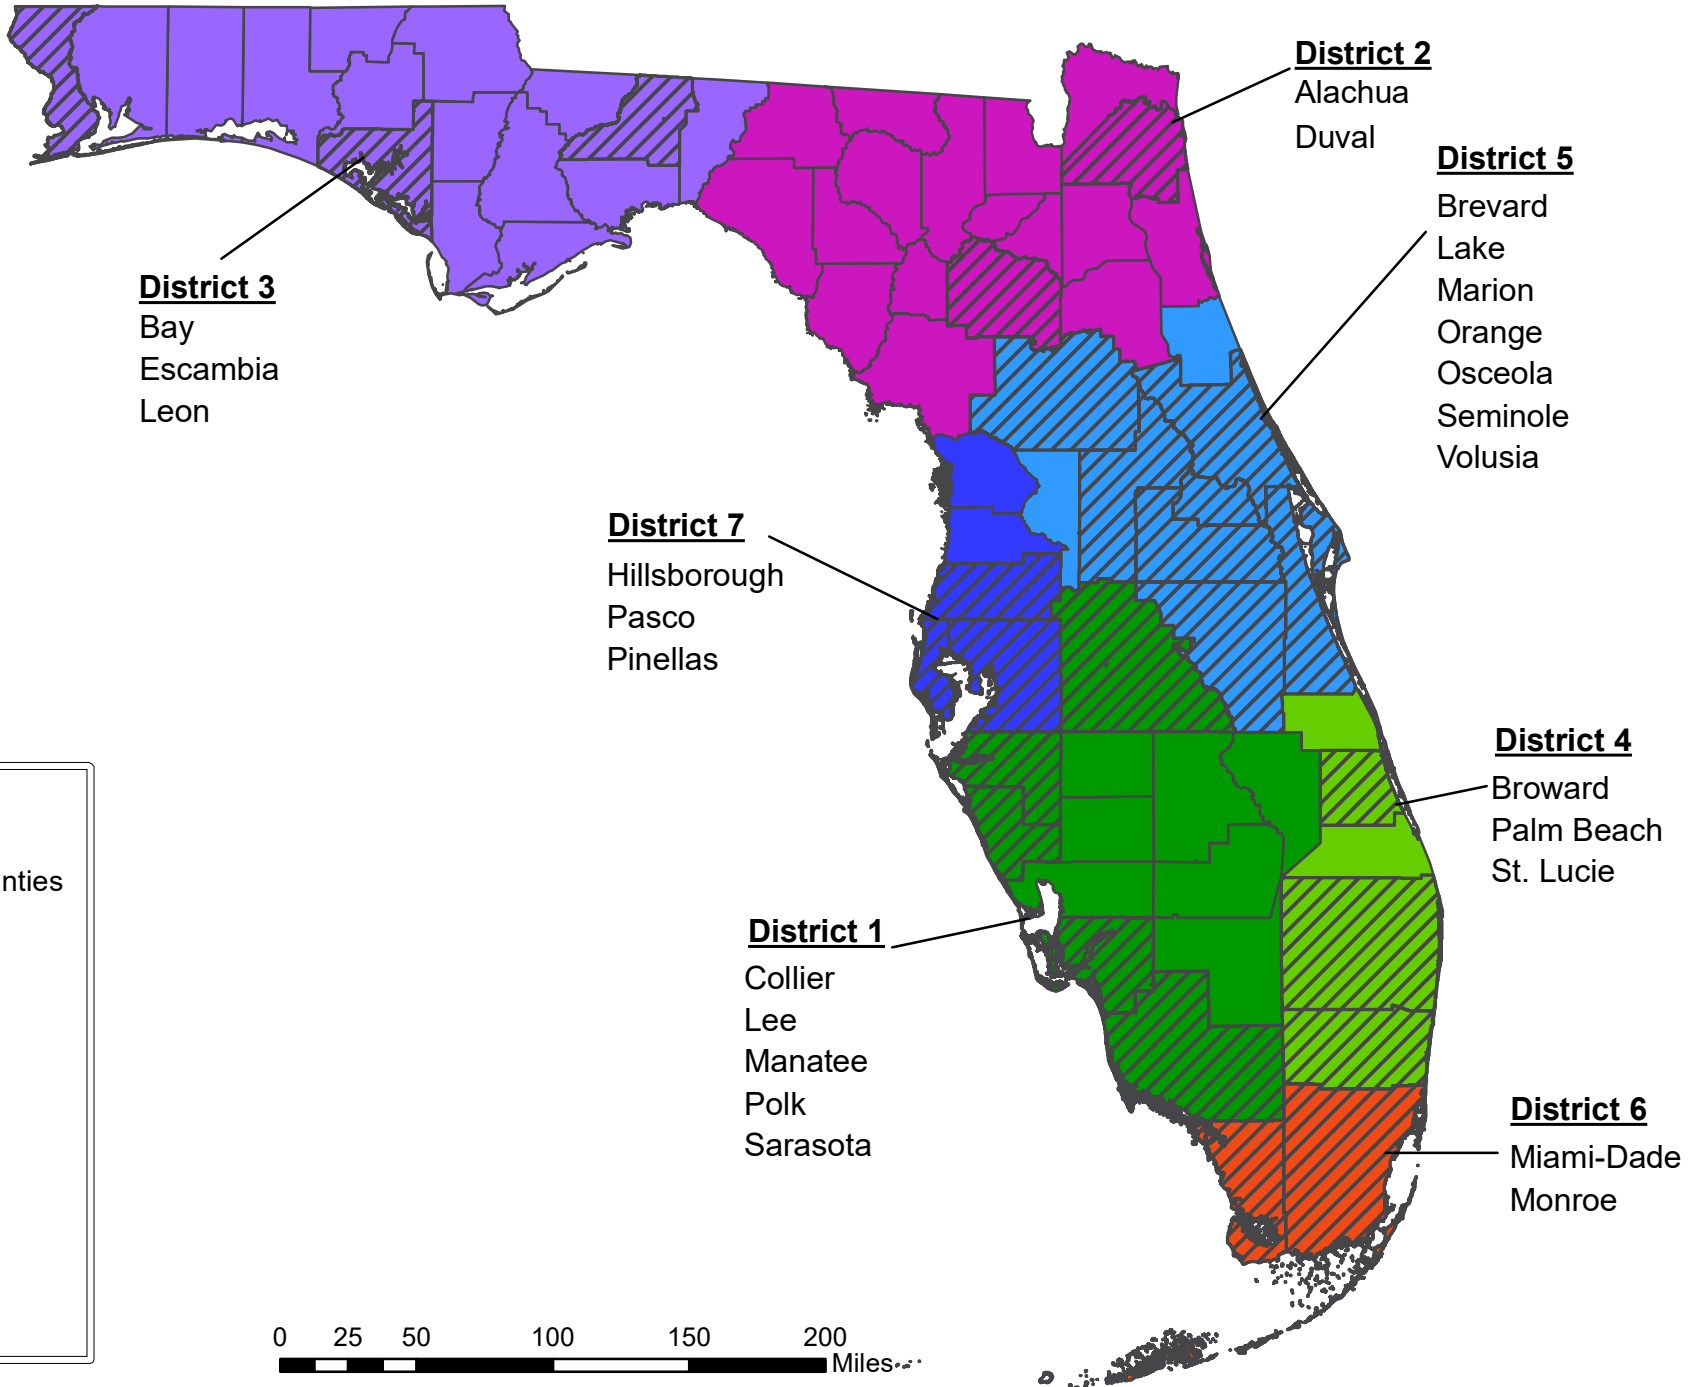 District 2
Alachua
Duval
District 5
Brevard
Lake
Marion
Orange
Osceola
Seminole
Volusia
District 3
Bay
Escambia
Leon
District 7
Hillsborough
Pasco
Pinellas
District 4
Broward
Palm Beach
St. Lucie
nties
District 1
Collier
Lee
Manatee
Polk
Sarasota
District 6
Miami-Dade
Monroe
0 25 50 100 150 200
Miles